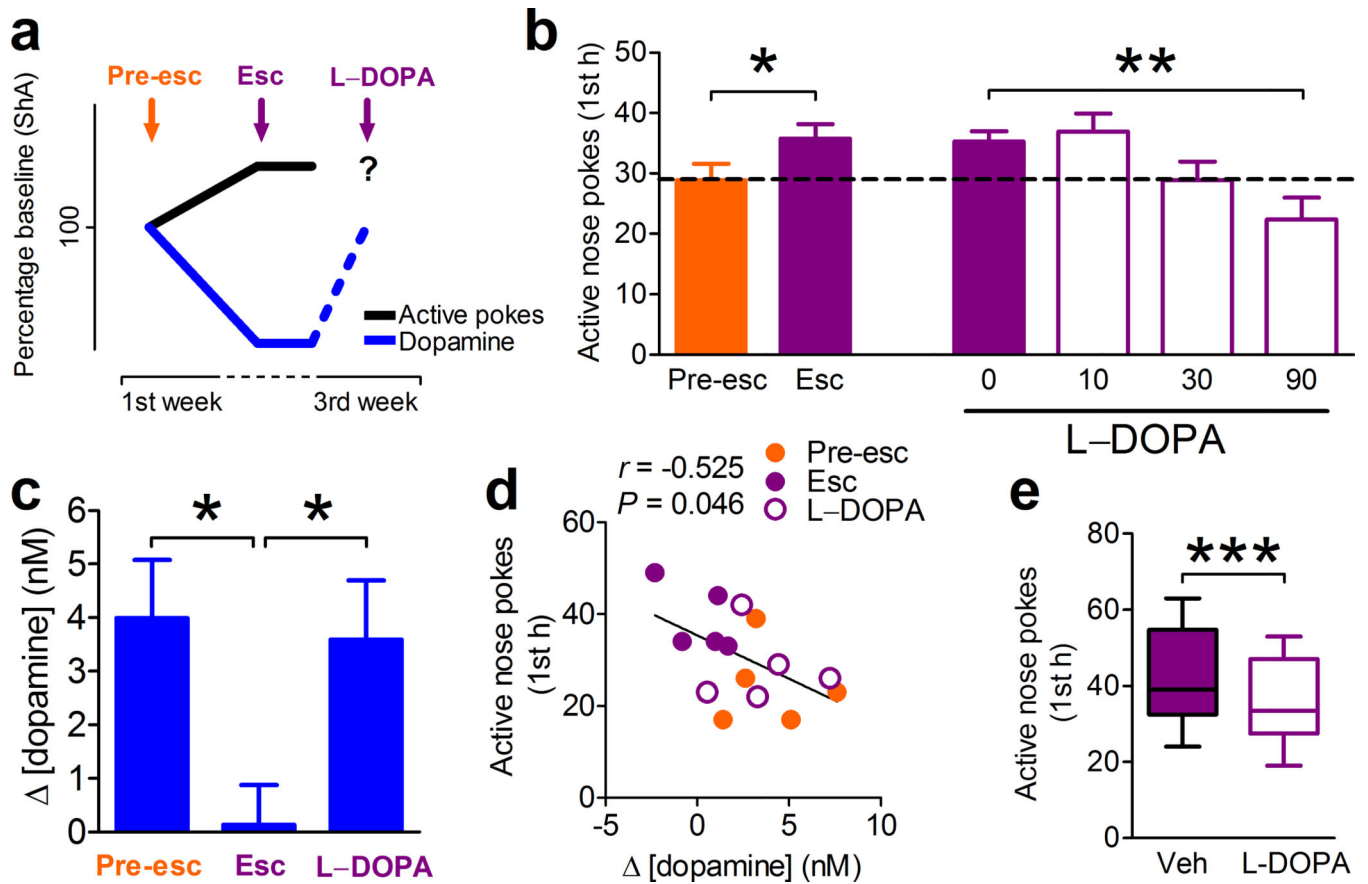 a
Pre-esc Esc L–DOPA
Percentage baseline (ShA)
100
?
Active pokes
Dopamine
1st week 3rd week
b
Active nose pokes (1st h)
50
40
30
20
10
0
* **
Pre-esc Esc 0 10 30 90
L–DOPA
c
Δ [dopamine] (nM)
6
5
4
3
2
1
0
* *
Pre-esc Esc L–DOPA
d
r = -0.525
P = 0.046
Pre-esc
Esc
L–DOPA
Active nose pokes
(1st h)
60
40
20
0
-5 0 5 10
Δ [dopamine] (nM)
e
Active nose pokes
(1st h)
80
60
40
20
0
***
Veh L-DOPA